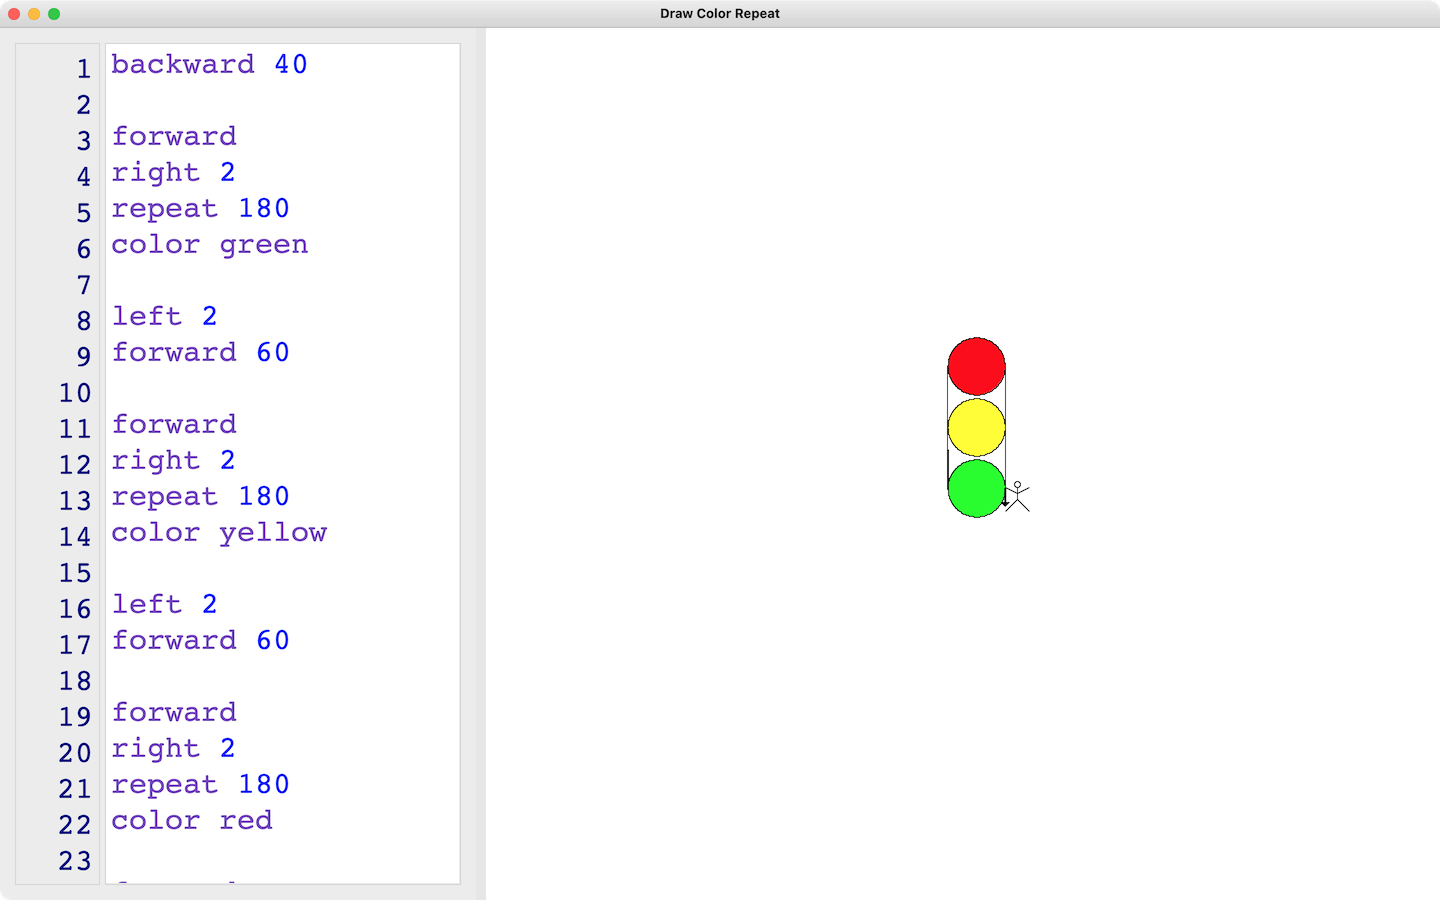 Draw Color Repeat
1 backward 40
2
3 forward
4 right 2
5 repeat 180
6 color green
7
8 left 2
9 forward 60
10
11 forward
12 right 2
13 repeat 180
14 color yellow
15
16 left 2
17 forward 60
18
19 forward
20 right 2
21 repeat 180
22 color red
23